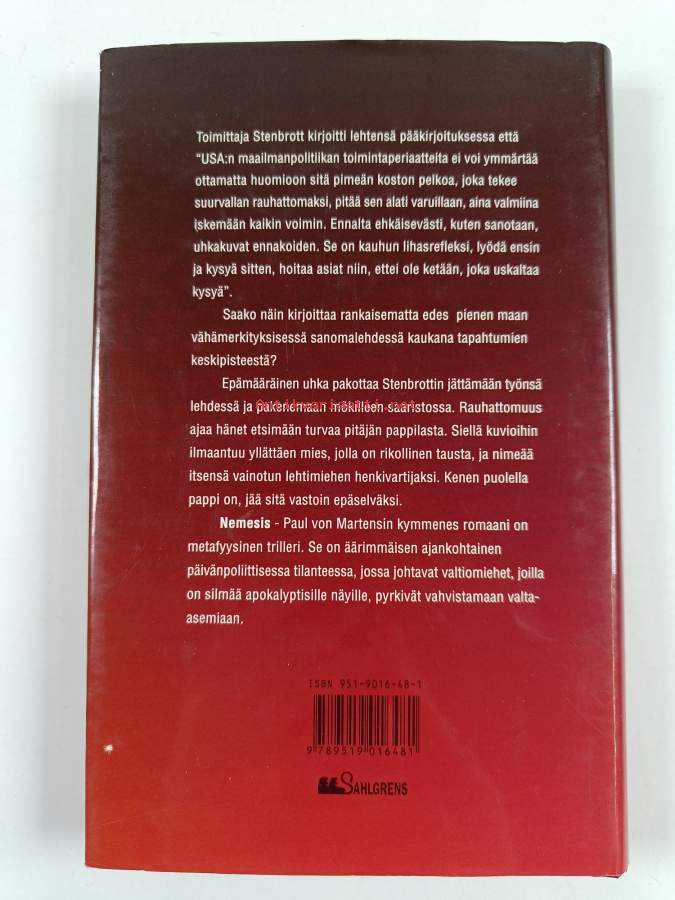 Toimittaja Stenbrott kirjoitti lehtensä pääkirjoituksessa että
"USA:n maailmanpolitiikan toimintaperiaatteita ei voi ymmärtää
ottamatta huomioon sitä pimeän koston pelkoa, joka tekee
suurvallan rauhattomaksi, pitää sen alati varuillaan, aina valmiina
iskemään kaikin voimin. Ennalta ehkäisevästi, kuten sanotaan,
uhkakuvat ennakoiden. Se on kauhun lihasrefleksi, lyödä ensin
ja kysyä sitten, hoitaa asiat niin, ettei ole ketään, joka uskaltaa
kysyä".
Saako näin kirjoittaa rankaisematta edes pienen maan
vähämerkityksisessä sanomalehdessä kaukana tapahtumien
keskipisteestä?
Epämääräinen uhka pakottaa Stenbrottin jättämään työnsä
lehdessä ja pakenemaan mökilleen saaristossa. Rauhattomuus
antikvariaatti.net
ajaa hänet etsimään turvaa pitäjän pappilasta. Siellä kuvioihin
ilmaantuu yllättäen mies, jolla on rikollinen tausta, ja nimeää
itsensä vainotun lehtimiehen henkivartijaksi. Kenen puolella
pappi on, jää sitä vastoin epäselväksi.
Nemesis - Paul von Martensin kymmenes romaani on
metafyysinen trilleri. Se on äärimmäisen ajankohtainen
päivänpoliittisessa tilanteessa, jossa johtavat valtiomiehet, joilla
on silmää apokalyptisille näyille, pyrkivät vahvistamaan valta-
asemiaan.
ISBN 951-9016-48-1
9 789519 016481
SAHLGRENS